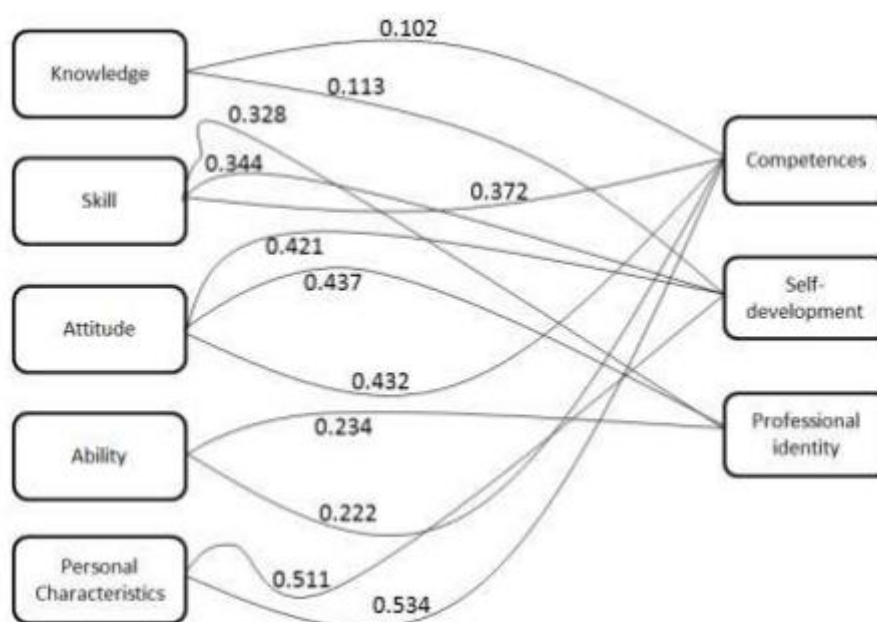 0.102
Knowledge
0.113
0.328
Competences
0.344
Skill
0.372
0.421
Self-
development
0.437
Attitude
0.432
Professional
identity
0.234
Ability
0.222
Personal
Characteristics
0.511
0.534